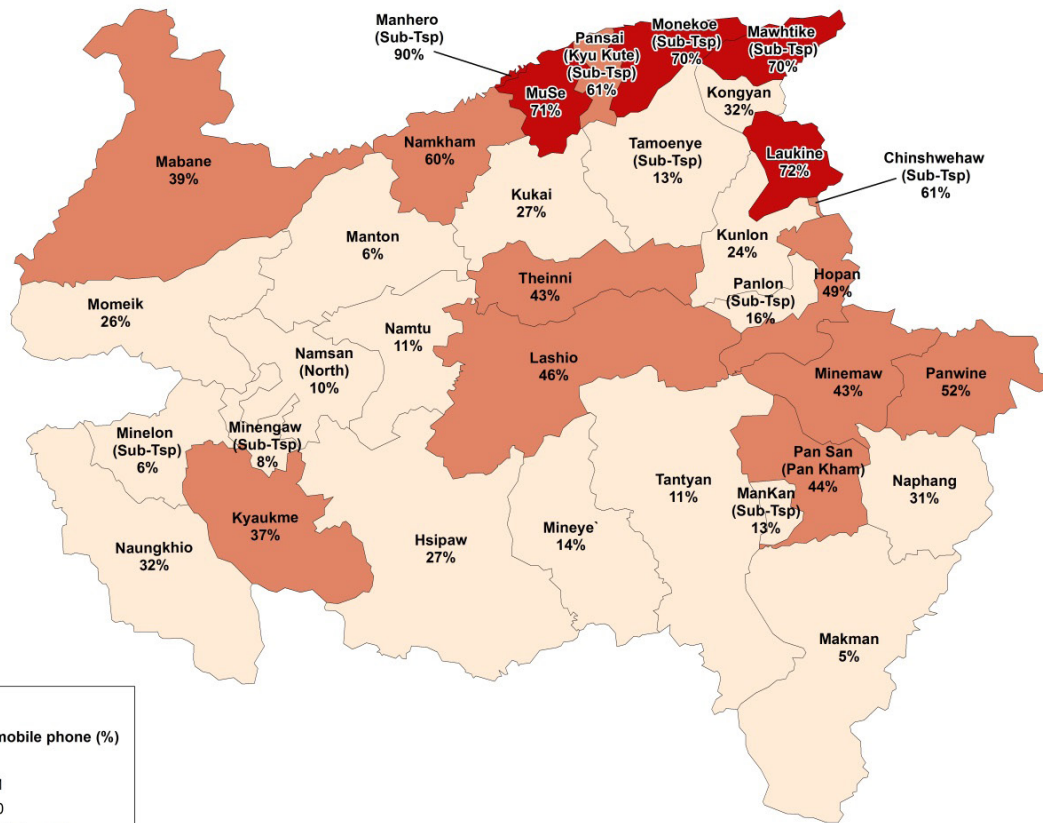 Manhero
(Sub-Tsp)
90%
Pansai
(Kyu Kute)
(Sub-Tsp)
61%
Monekoe
(Sub-Tsp)
70%
Mawhtike
(Sub-Tsp)
70%
MuSe
71%
Kongyan
32%
Namkham
60%
Tamoenye
(Sub-Tsp)
13%
Laukine
72%
Chinshwehaw
(Sub-Tsp)
61%
Mabane
39%
Kukai
27%
Manton
6%
Kunlon
24%
Theinni
43%
Panlon
(Sub-Tsp)
16%
Hopan
49%
Momeik
26%
Namtu
11%
Namsan
(North)
10%
Lashio
46%
Minemaw
43%
Panwine
52%
Minelon
(Sub-Tsp)
6%
Minengaw
(Sub-Tsp)
8%
Pan San
(Pan Kham)
44%
Tantyan
11%
ManKan
(Sub-Tsp)
13%
Naphang
31%
Kyaukme
37%
Naungkhio
32%
Hsipaw
27%
Mineye`
14%
Makman
5%
mobile phone (%)